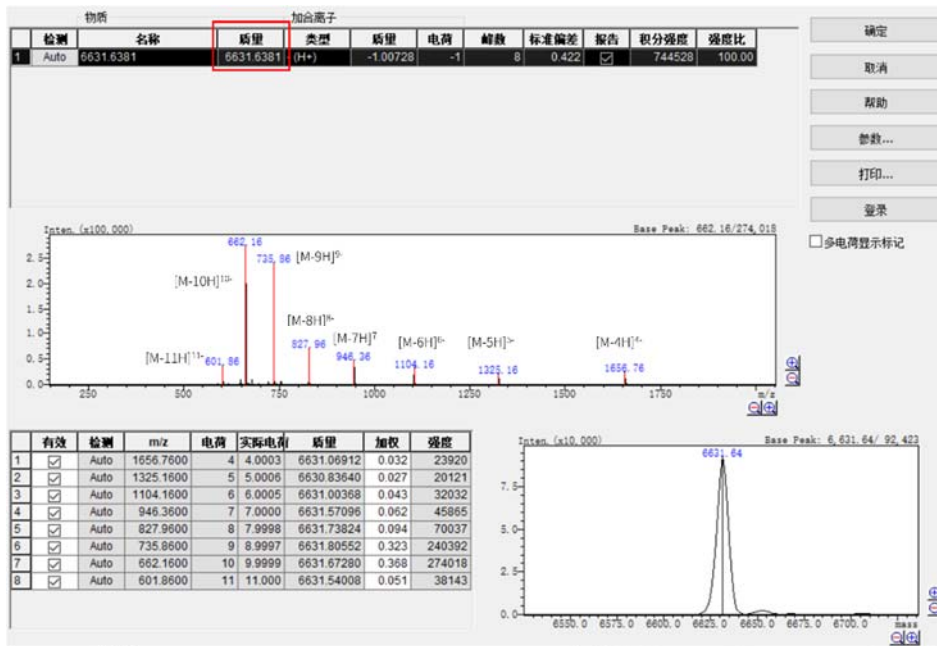 物质 加合离子
检测 名称 质里 类型 质里 电荷 峰数 标准偏差 报告 积分强度 强度比
1 Auto 6631.6381 6631.6381 (H+) -1.00728 -1 8 0.422 744528 100.00
确定
取消
帮助
参数...
打印...
登录
多电荷显示标记
Inten. (x100,000) Base Peak: 662.16/274,018
662.16
735.86 [M-9H]9-
2.5
[M-10H]10-
2.0
1.5
[M-8H]8-
1.0
827.96 [M-7H]7 [M-6H]6- [M-5H]5- [M-4H]4-
0.5 [M-11H]11- 601.86 946.36 1104.16 1325.16 1656.76
0.0
250 500 750 1000 1250 1500 1750 m/z
有效 检测 m/z 电荷 实际电荷 质里 加权 强度
1 Auto 1656.7600 4 4.0003 6631.06912 0.032 23920
2 Auto 1325.1600 5 5.0006 6630.83640 0.027 20121
3 Auto 1104.1600 6 6.0005 6631.00368 0.043 32032
4 Auto 946.3600 7 7.0000 6631.57096 0.062 45865
5 Auto 827.9600 8 7.9998 6631.73824 0.094 70037
6 Auto 735.8600 9 8.9997 6631.80552 0.323 240392
7 Auto 662.1600 10 9.9999 6631.67280 0.368 274018
8 Auto 601.8600 11 11.000 6631.54008 0.051 38143
Inten. (x10,000) Base Peak: 6,631.64/ 92,423
6631.64
7.5
5.0
2.5
0.0
6550.0 6575.0 6600.0 6625.0 6650.0 6675.0 6700.0 mass